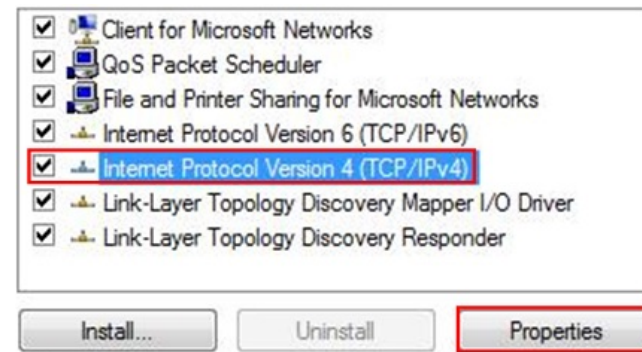 Client for Microsoft Networks
QoS Packet Scheduler
File and Printer Sharing for Microsoft Networks
Internet Protocol Version 6 (TCP/IPv6)
Internet Protocol Version 4 (TCP/IPv4)
Link-Layer Topology Discovery Mapper I/O Driver
Link-Layer Topology Discovery Responder
Install... Uninstall Properties